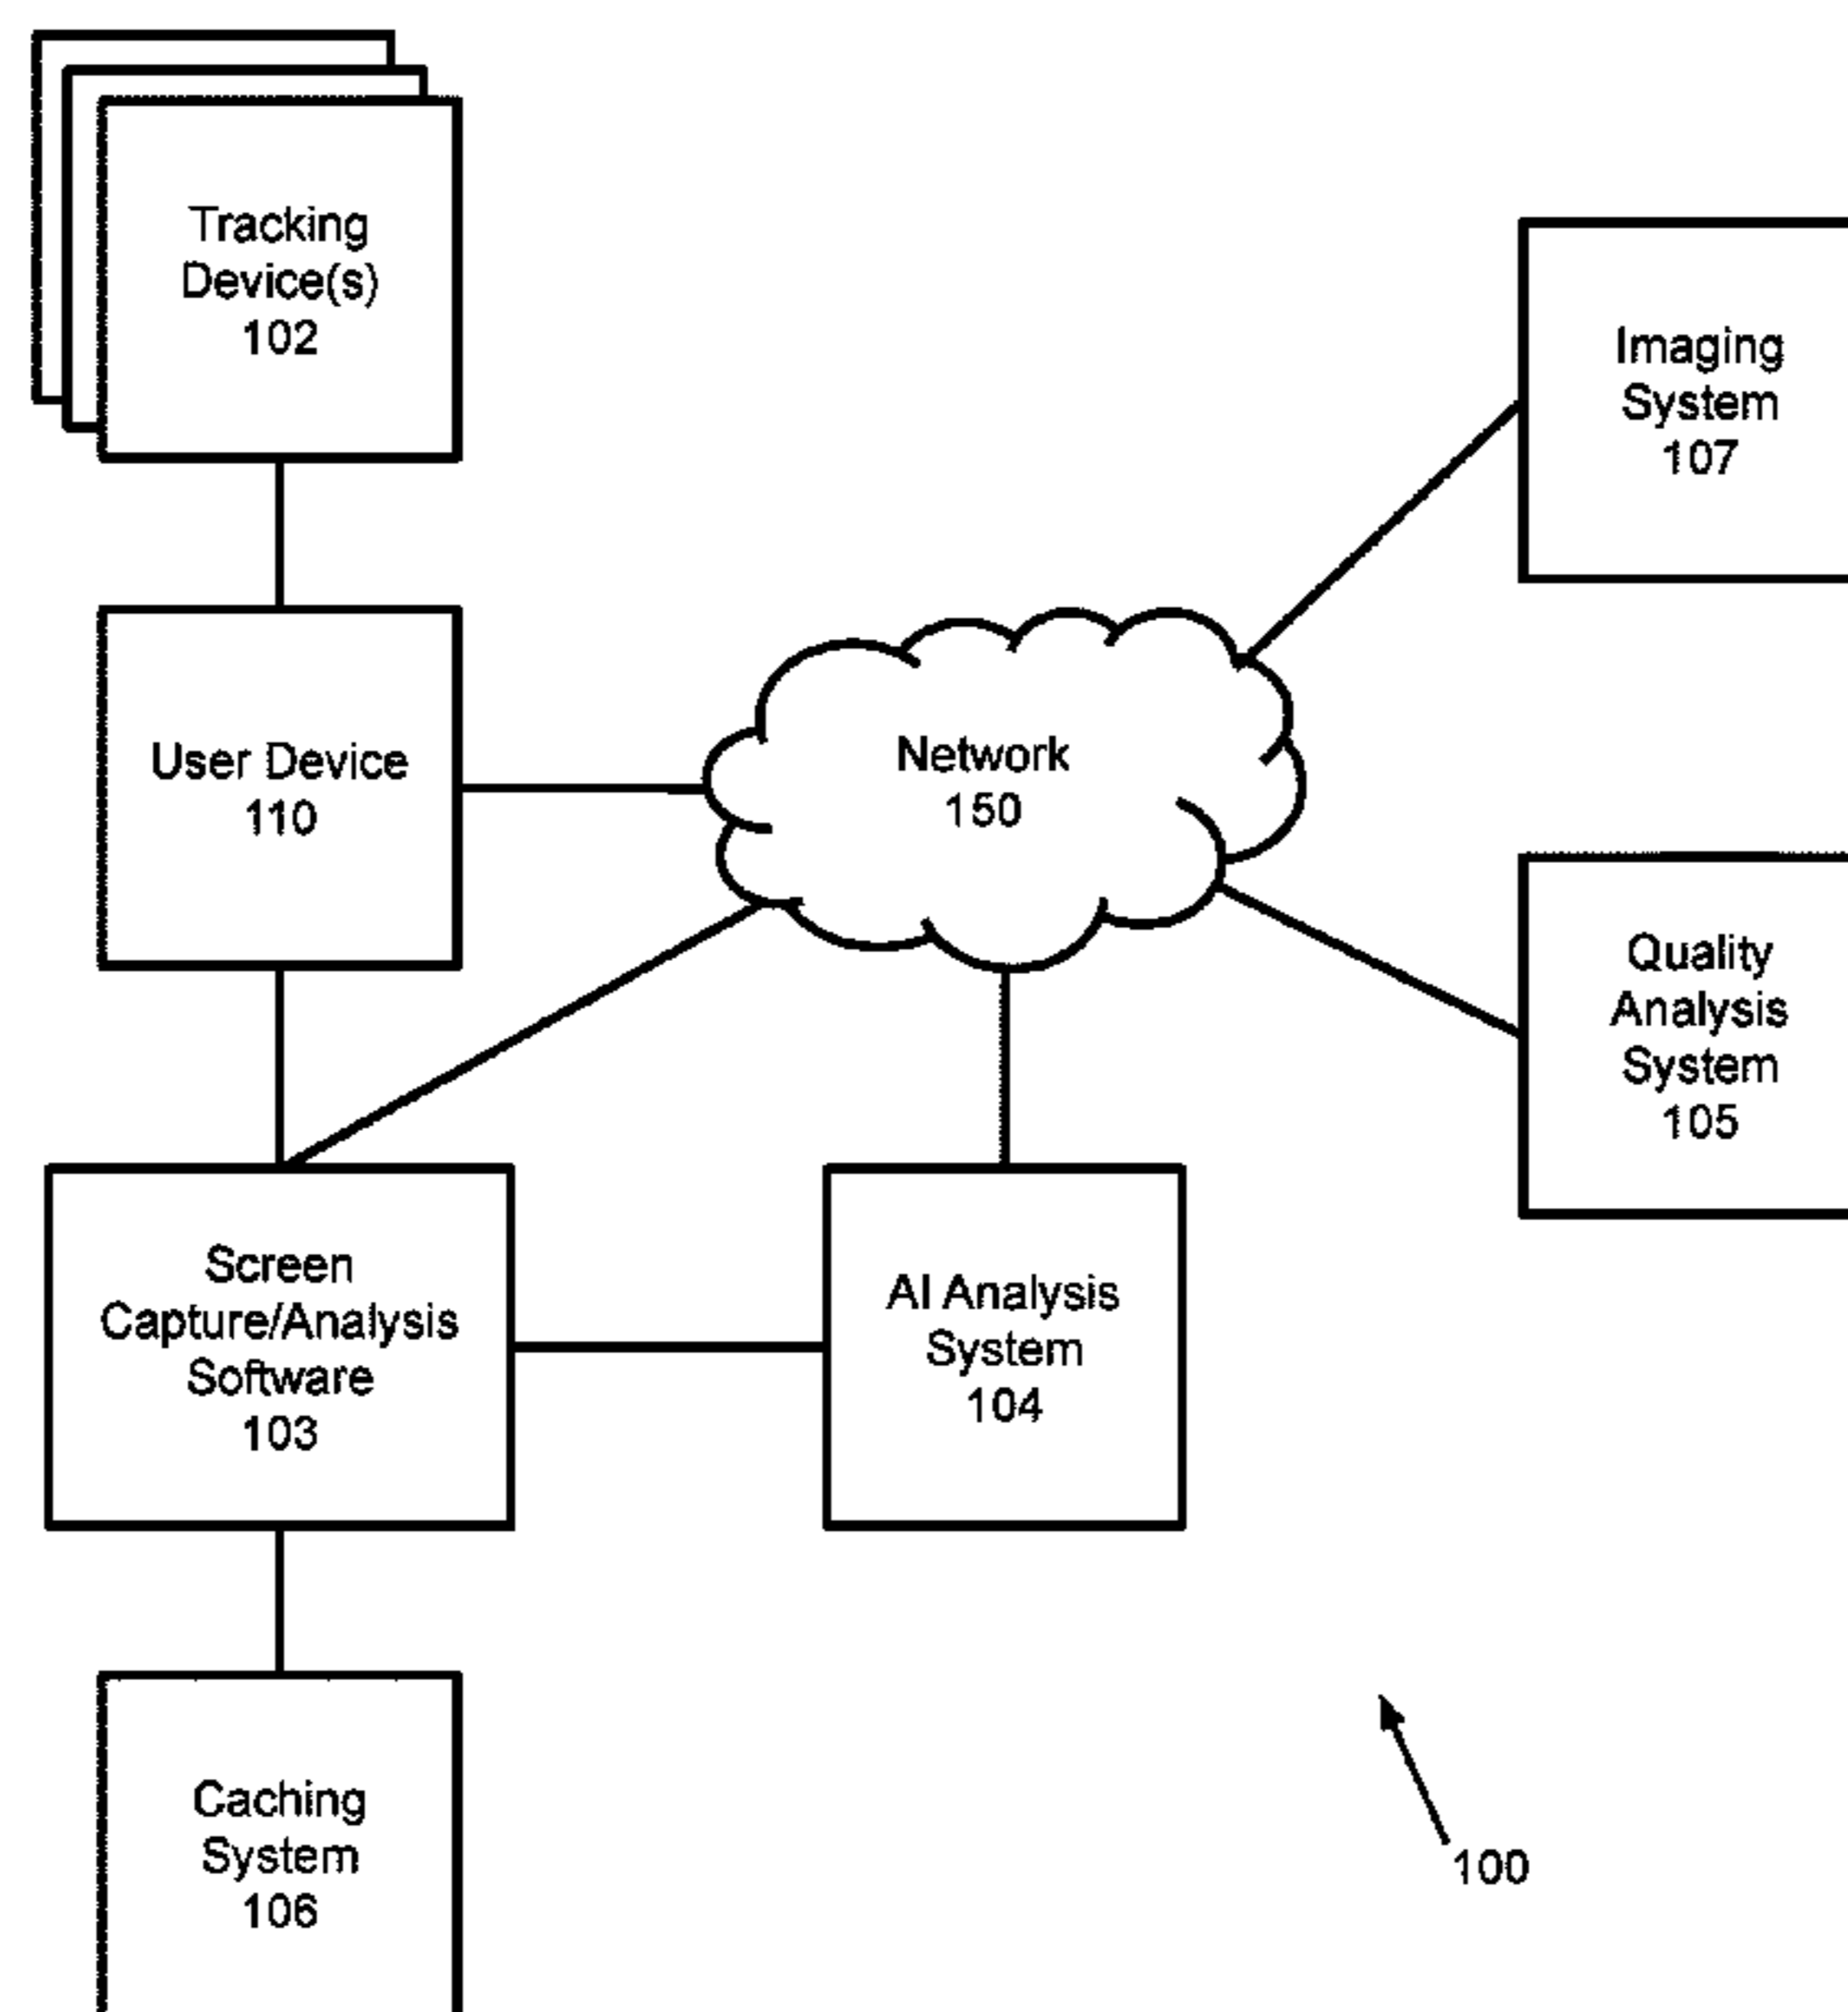 Tracking
Device(s)
102
Imaging
System
107
User Device
110
Network
150
Quality
Analysis
System
105
Screen
Capture/Analysis
Software
103
AI Analysis
System
104
Caching
System
106
100